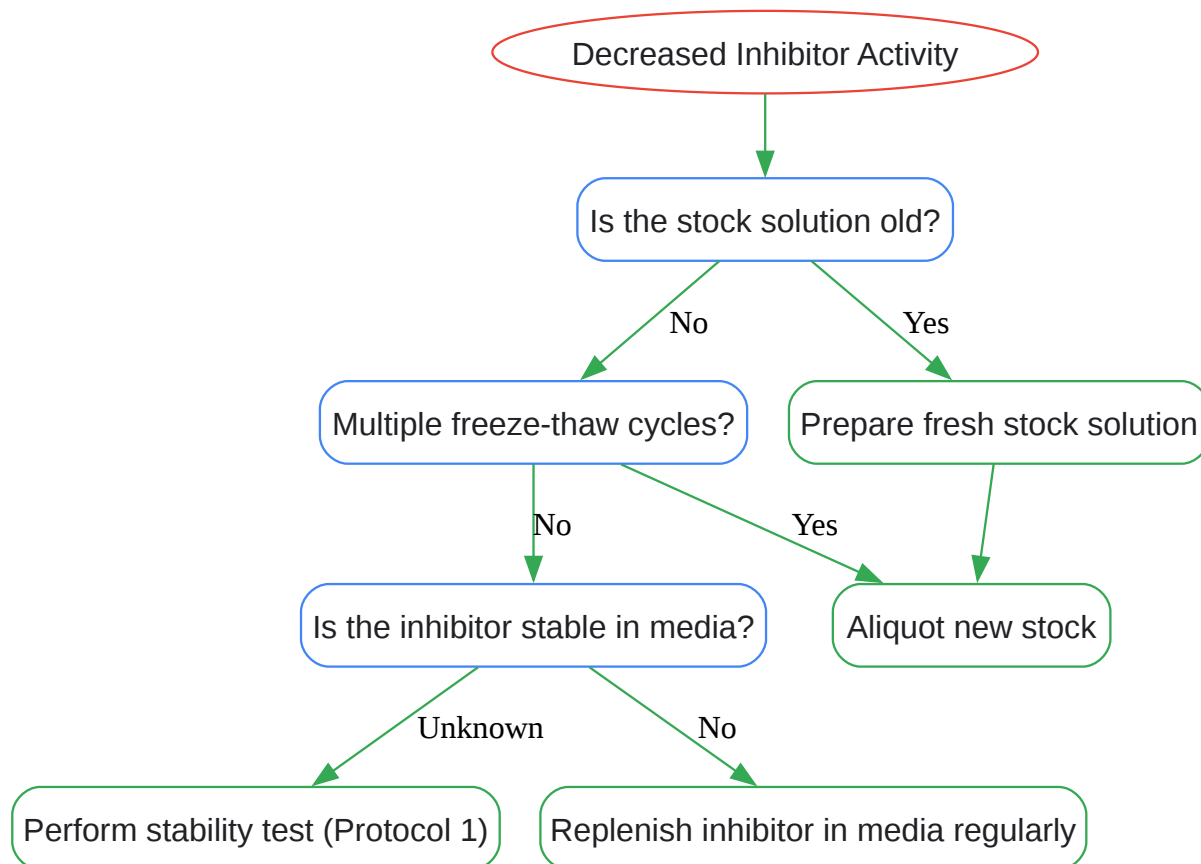 Decreased Inhibitor Activity
Is the stock solution old?
No
Yes
Multiple freeze-thaw cycles?
Prepare fresh stock solution
No
Yes
Is the inhibitor stable in media?
Aliquot new stock
Unknown
No
Perform stability test (Protocol 1)
Replenish inhibitor in media regularly